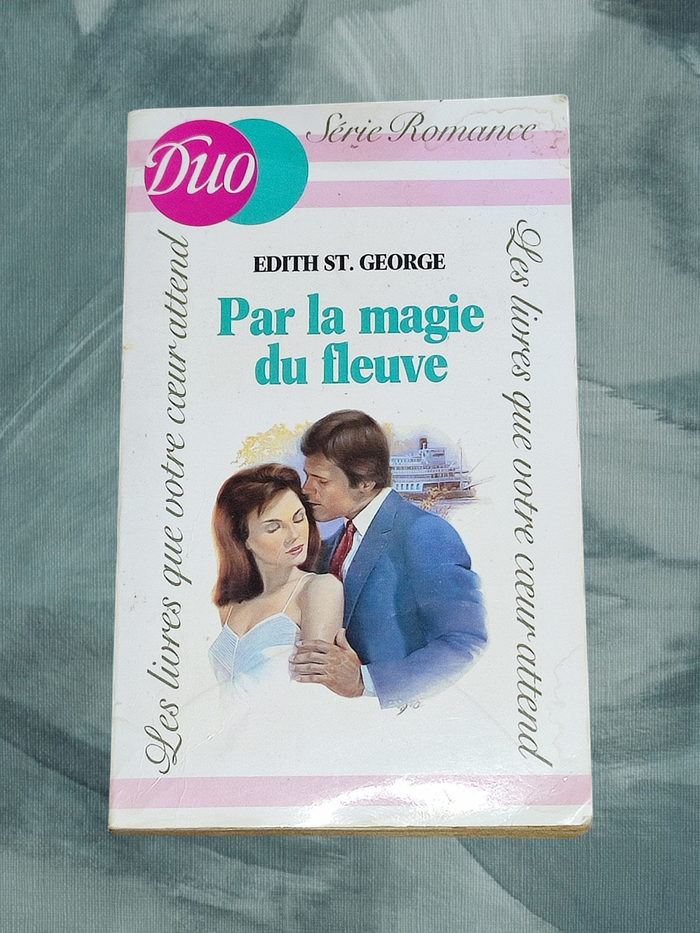 Duo
Série Romance
EDITH ST. GEORGE
Par la magie
du fleuve
Les livres que votre cœur attend
Les livres que votre cœur attend